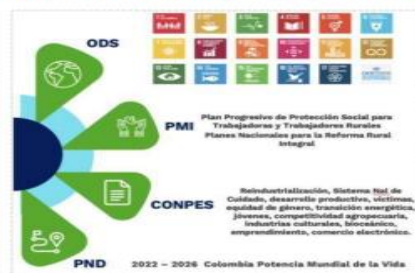 ODS
PMI
Plan Progresivo de Protección Social para
Trabajadoras y Trabajadores Rurales
Planes Nacionales para la Reforma Rural
Integral
CONPES
Reindustrialización, Sistema Nal de
Cuidado, desarrollo productivo, víctimas,
equidad de género, transición energética,
jóvenes, competitividad agropecuaria,
industrias culturales, bioceánico,
emprendimiento, comercio electrónico.
PND
2022 – 2026 Colombia Potencia Mundial de la Vida